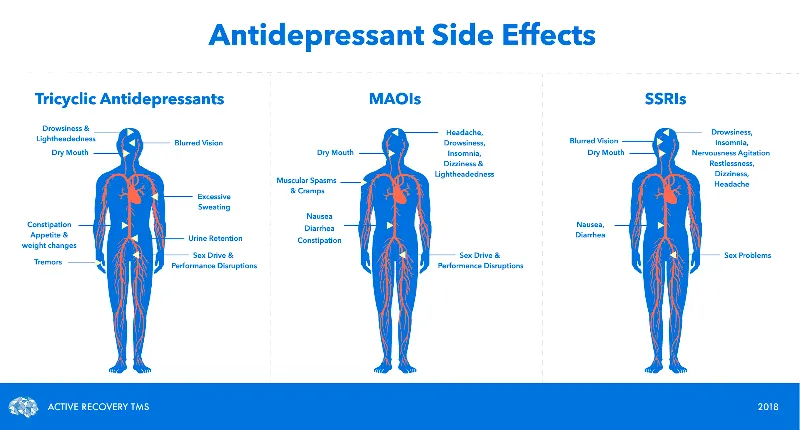 Antidepressant Side Effects
Tricyclic Antidepressants
Drowsiness &
Lightheadedness
Dry Mouth
Blurred Vision
Excessive
Sweating
Constipation
Appetite &
weight changes
Urine Retention
Tremors
Sex Drive &
Performance Disruptions
MAOIs
Headache,
Drowsiness,
Insomnia,
Dizziness &
Lightheadedness
Dry Mouth
Muscular Spasms
& Cramps
Nausea
Diarrhea
Constipation
Sex Drive &
Performance Disruptions
SSRIs
Blurred Vision
Dry Mouth
Drowsiness,
Insomnia,
Nervousness Agitation
Restlessness,
Dizziness,
Headache
Nausea,
Diarrhea
Sex Problems
ACTIVE RECOVERY TMS
2018